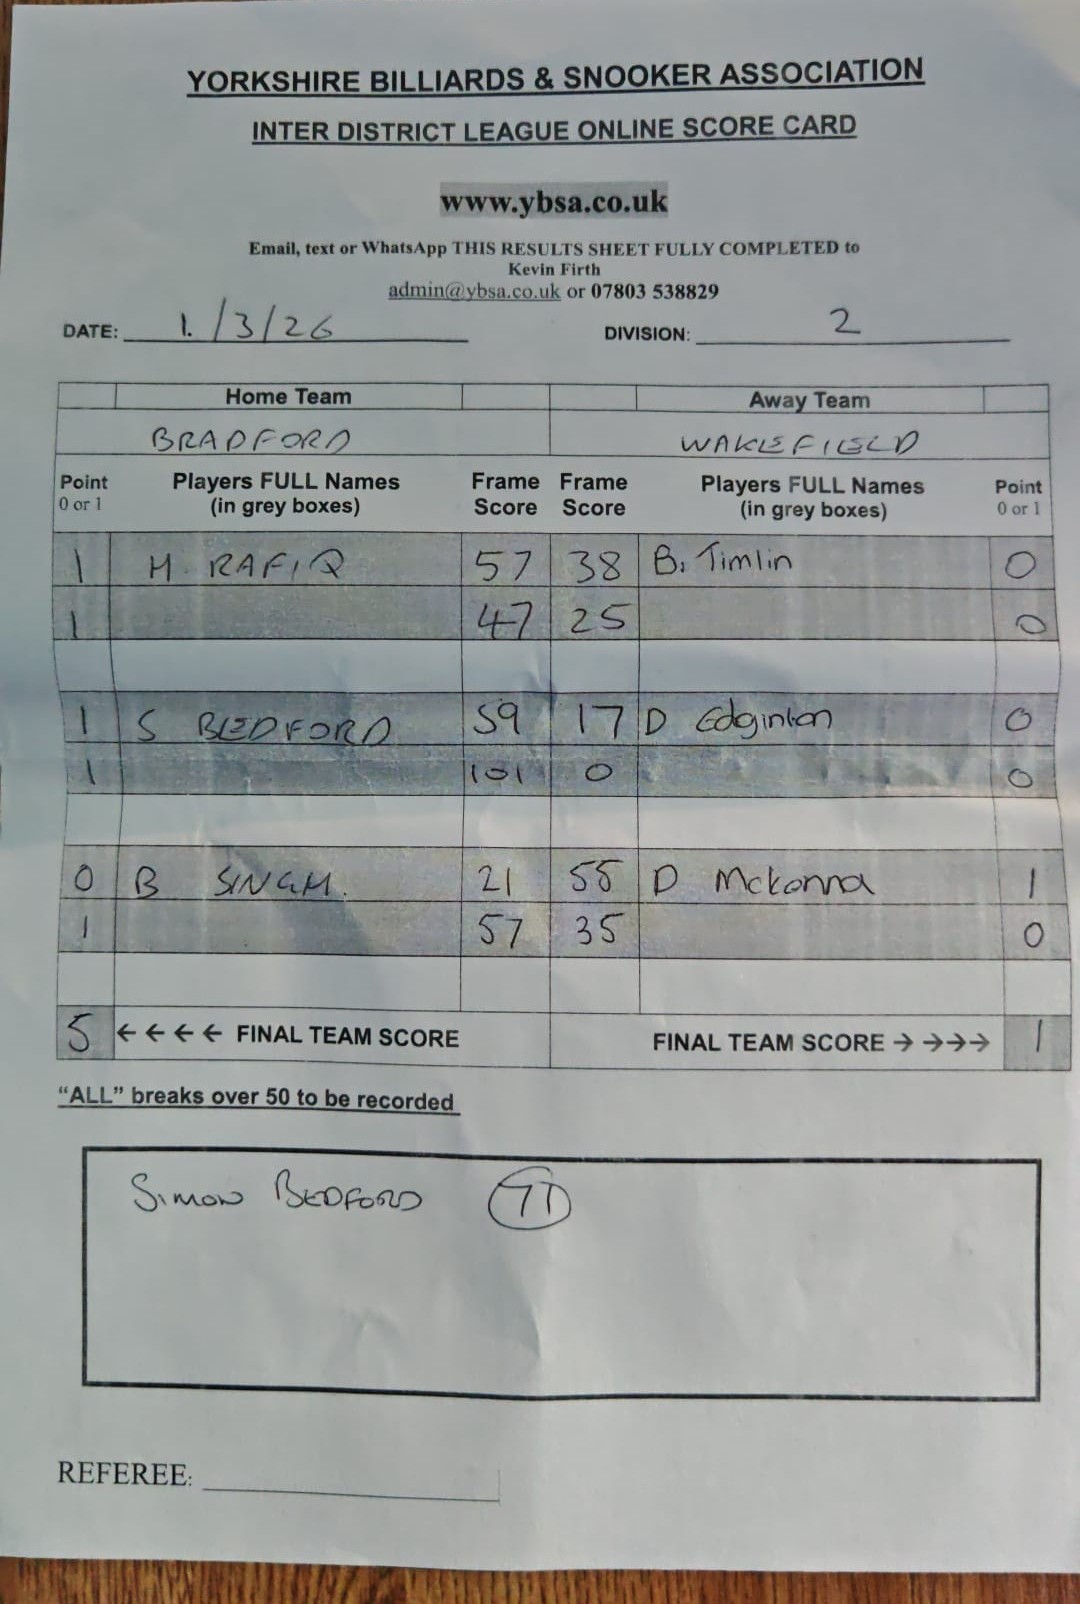 YORKSHIRE BILLIARDS & SNOOKER ASSOCIATION
INTER DISTRICT LEAGUE ONLINE SCORE CARD
www.ybsa.co.uk
Email, text or WhatsApp THIS RESULTS SHEET FULLY COMPLETED to
Kevin Firth
admin@ybsa.co.uk or 07803 538829
DATE: 1. /3/26 DIVISION: 2
Home Team Away Team
BRADFORD WAKEFIELD
Point Players FULL Names Frame Frame Players FULL Names Point
0 or 1 (in grey boxes) Score Score (in grey boxes) 0 or 1
1 M. RAFIQ 57 38 B. Timlin 0
1 47 25 0
1 S BEDFORD 59 17 D Edginton 0
1 101 0 0
0 B SINGH. 21 55 D Mckonna 1
1 57 35 0
5 ←←←← FINAL TEAM SCORE FINAL TEAM SCORE →→→→ 1
“ALL” breaks over 50 to be recorded
Simon BEDFORD
REFEREE: